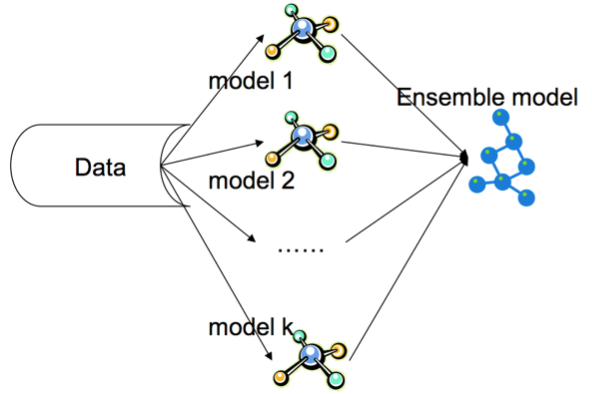 model 1
Ensemble model
Data
model 2
......
model k